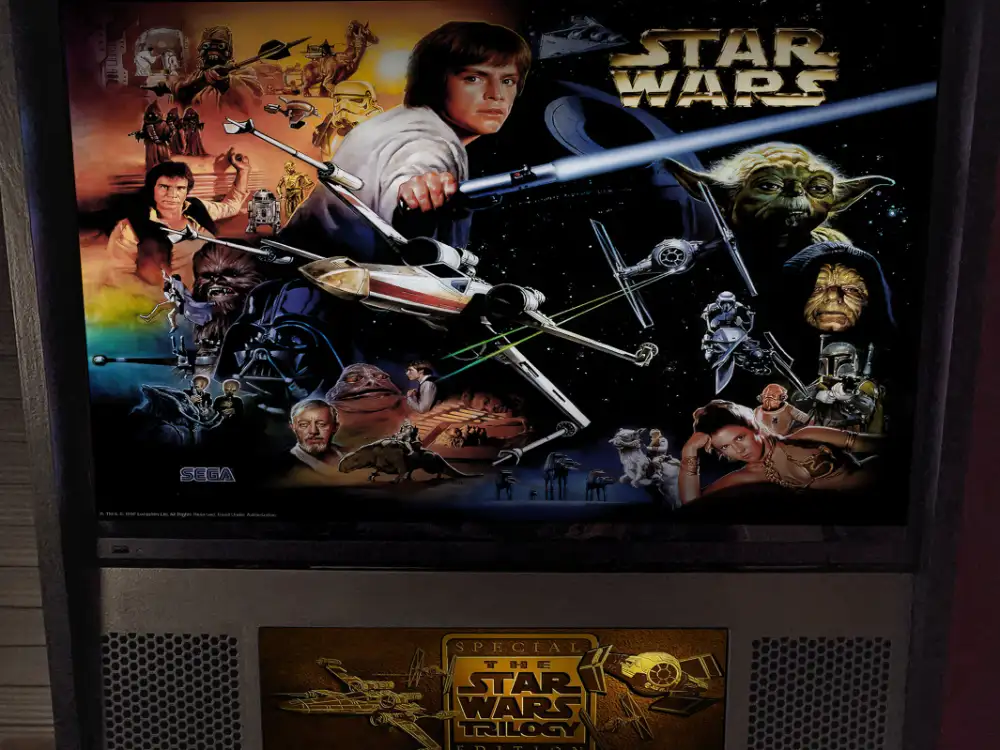 STAR
WARS
SEGA
SPECIAL
THE
STAR
WARS
TRILOGY
EDITION